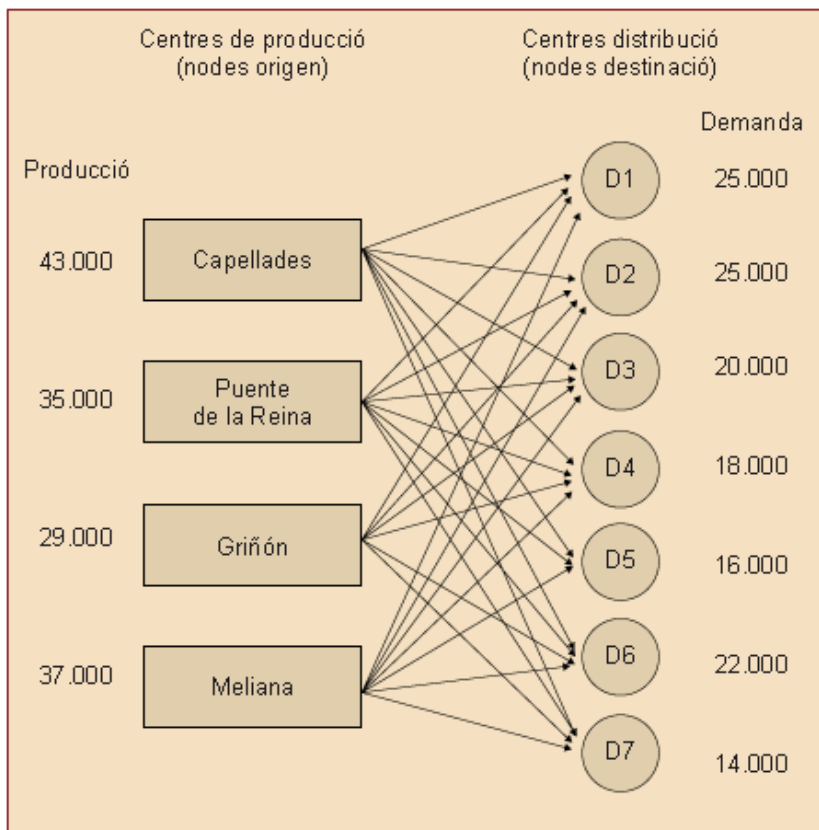 Centres de producció
(nodes origen)
Centres distribució
(nodes destinació)
Demanda
Producció
43.000
Capellades
35.000
Puente
de la Reina
29.000
Griñón
37.000
Meliana
D1
25.000
D2
25.000
D3
20.000
D4
18.000
D5
16.000
D6
22.000
D7
14.000